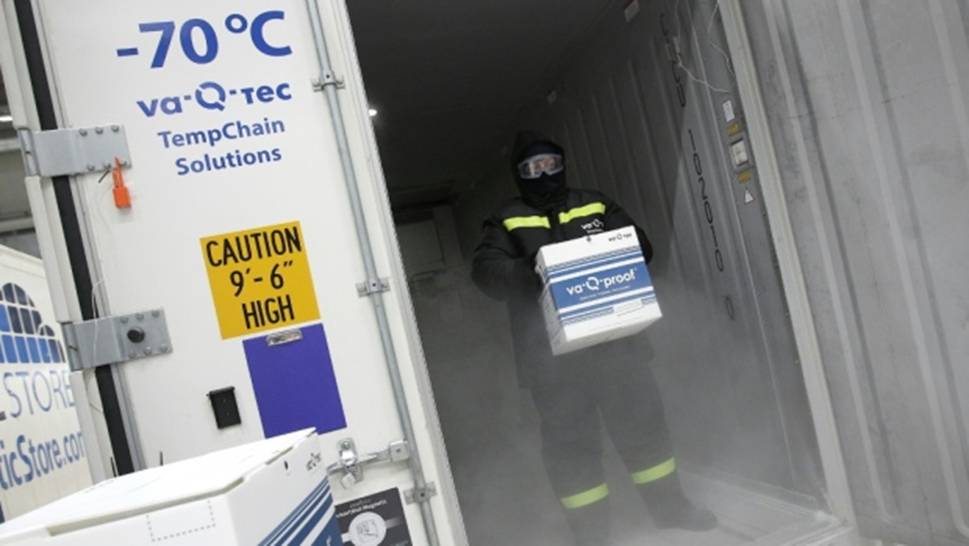 -70°C
va-Q-tec
TempChain
Solutions
CAUTION
9'-6"
HIGH
va-Q-proof
STORE
ticStore.com